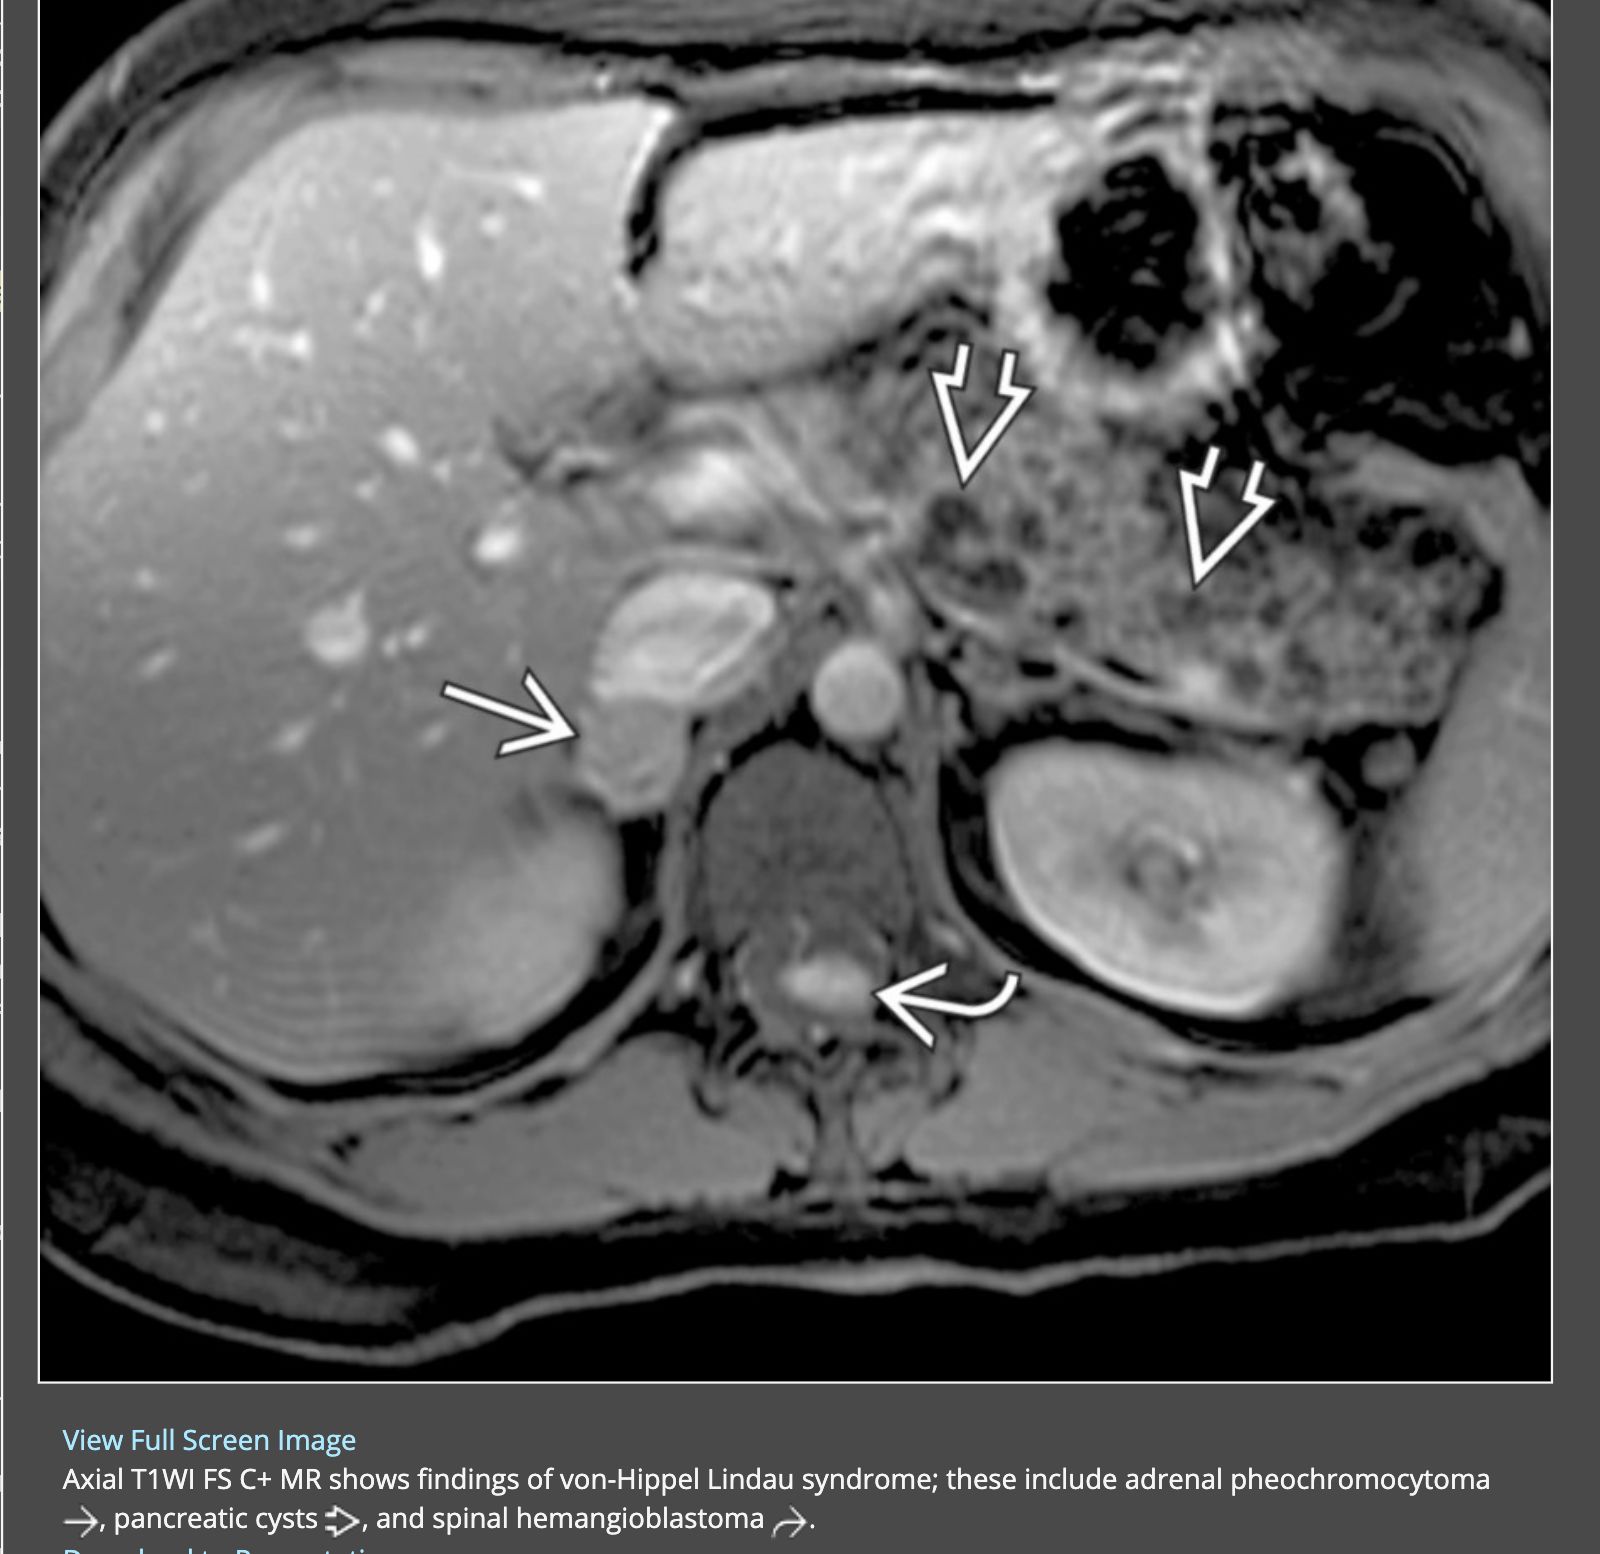 View Full Screen Image
Axial T1WI FS C+ MR shows findings of von-Hippel Lindau syndrome; these include adrenal pheochromocytoma
→, pancreatic cysts ⇨, and spinal hemangioblastoma ↷.